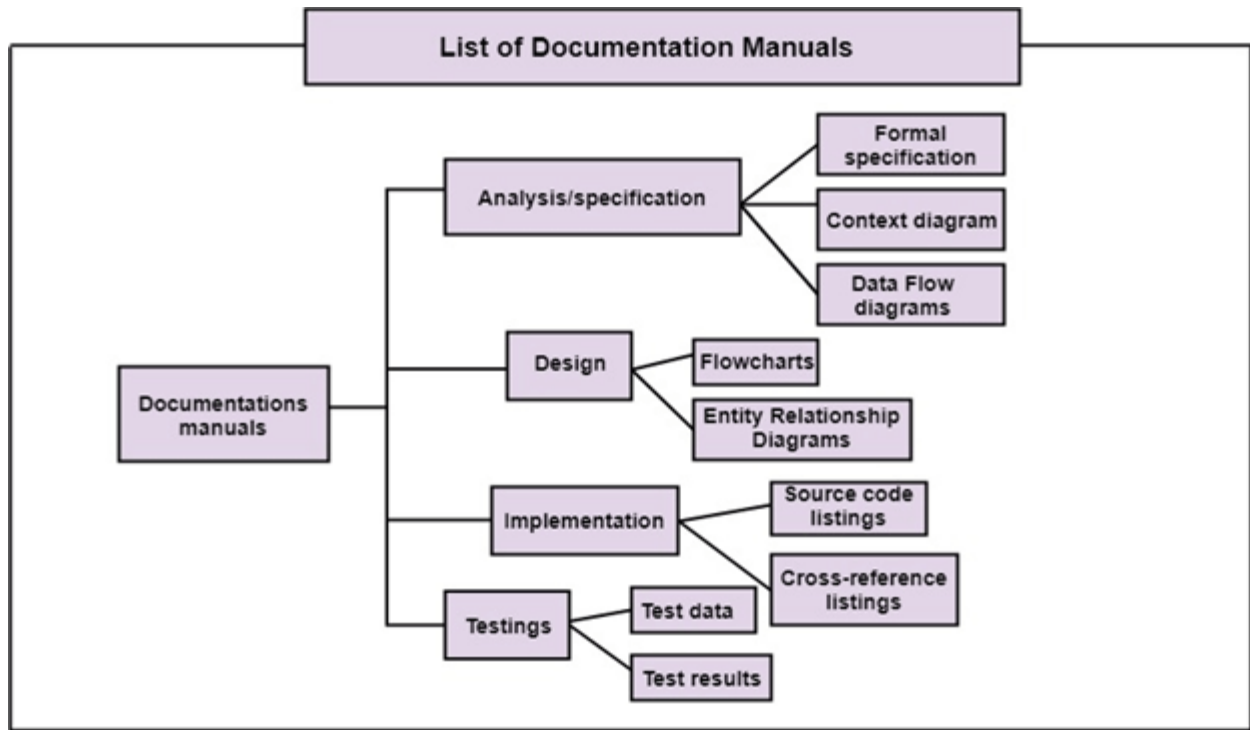 List of Documentation Manuals
Formal
specification
Analysis/specification
Context diagram
Data Flow
diagrams
Design
Flowcharts
Documentations
manuals
Entity Relationship
Diagrams
Source code
listings
Implementation
Cross-reference
listings
Testings
Test data
Test results